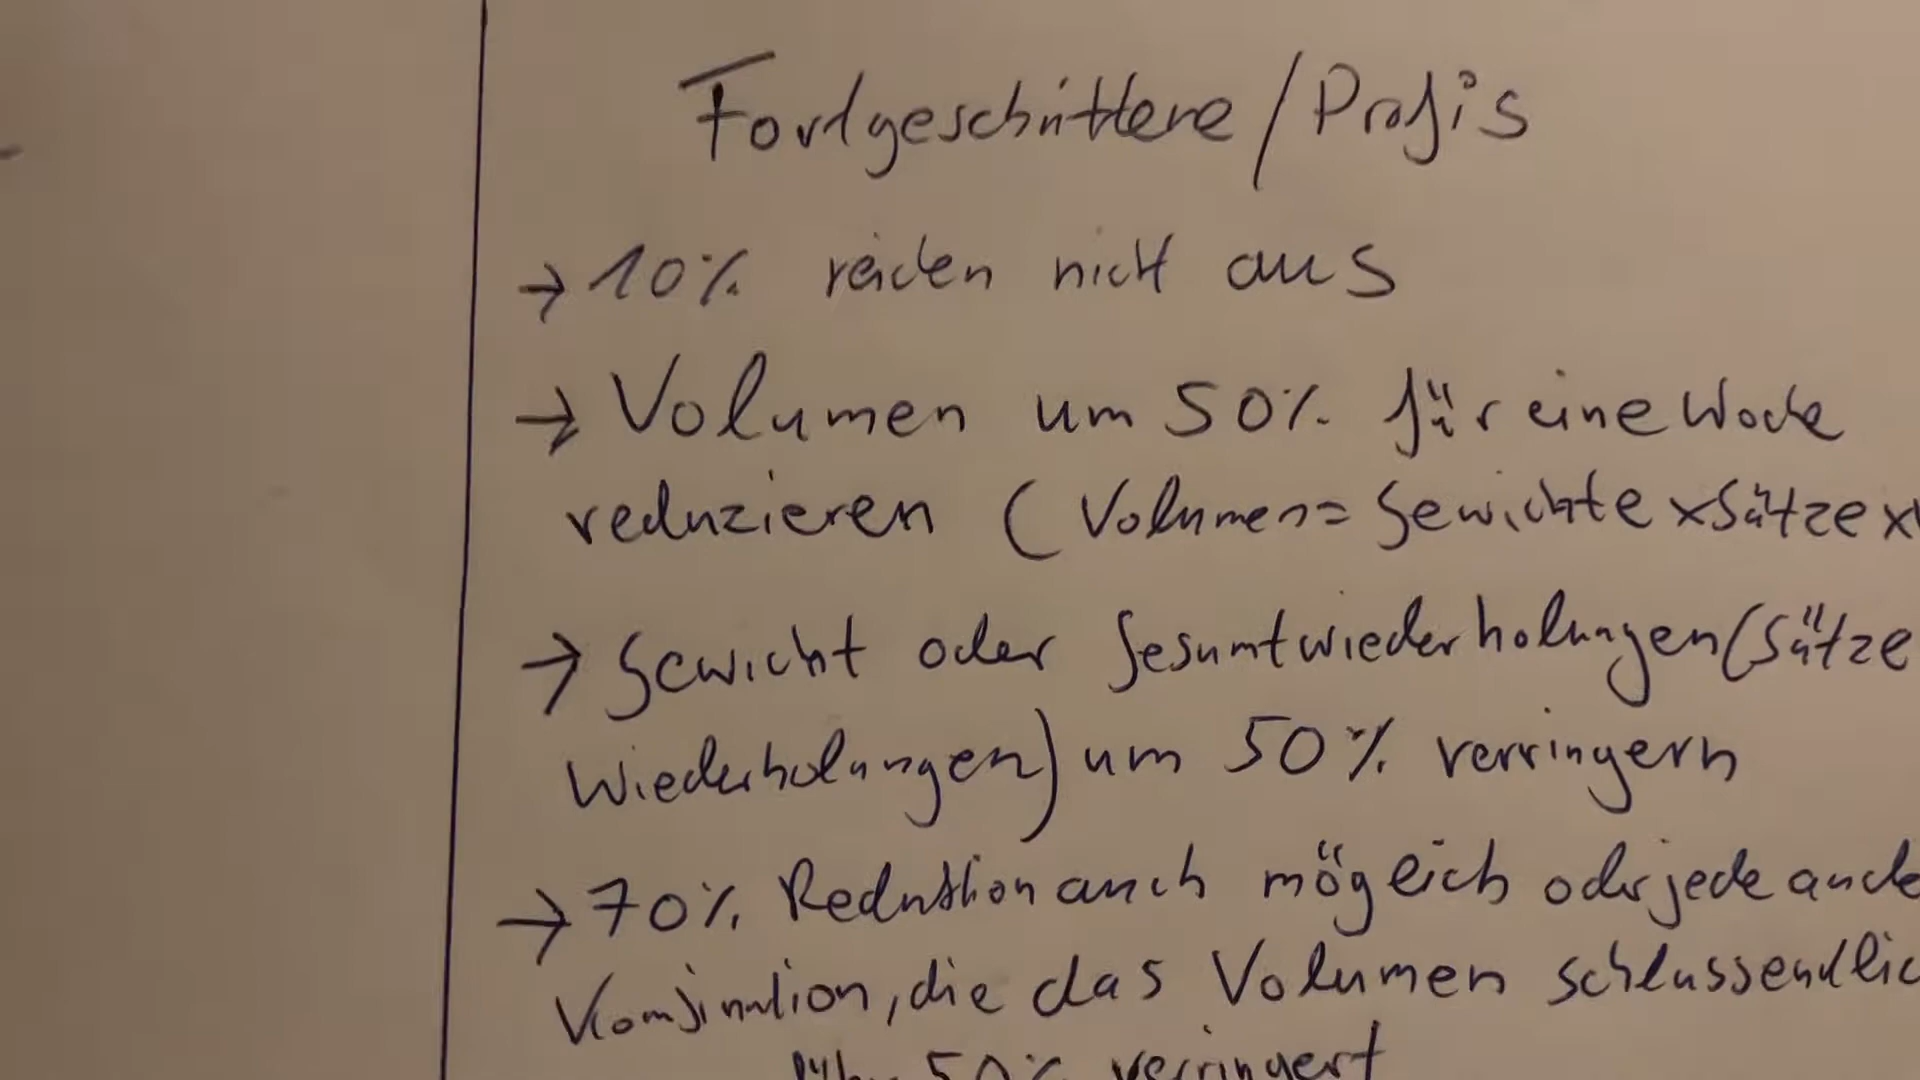 Fortgeschrittene/Profis
→ 10% reichen nicht aus
→ Volumen um 50% für eine Woche
reduzieren (Volumen = Gewichte x Sätze x
→ Gewicht oder Gesamtwiederholungen (Sätze
Wiederholungen) um 50% verringern
→ 70% Reduktion auch möglich oder jede ande
Kombination, die das Volumen schlussendlic
50% verringert